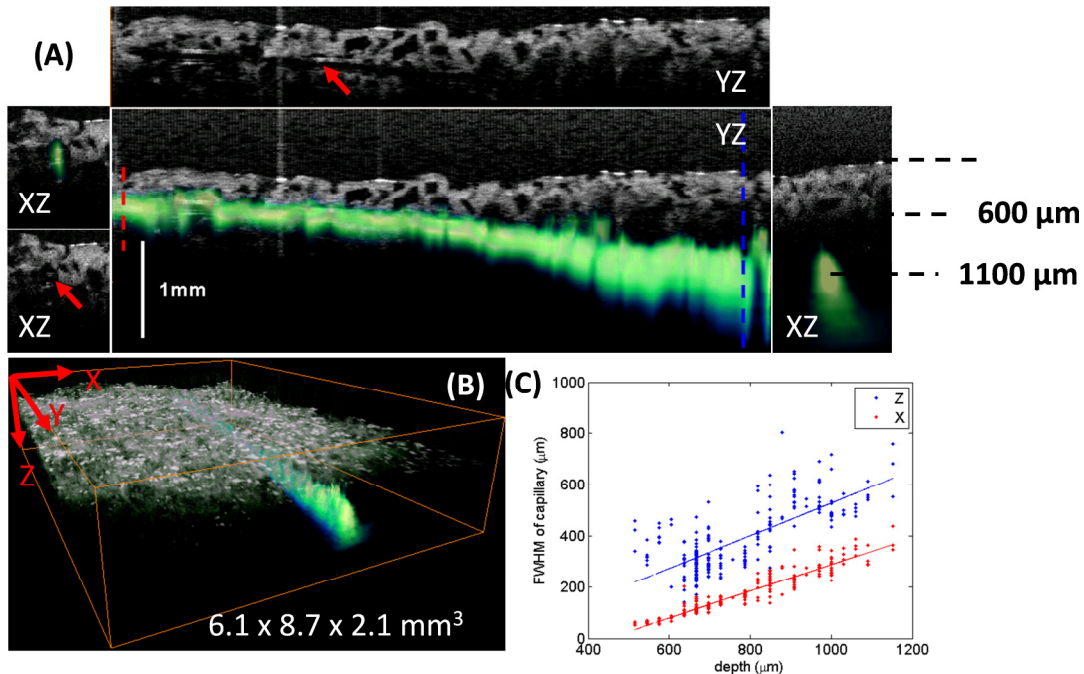 (A)
YZ
YZ
XZ
XZ
1mm
XZ
600 µm
1100 µm
(B)
X
Y
Z
6.1 x 8.7 x 2.1 mm³
(C)
1000
800
600
400
200
0
400
600
800
1000
1200
FWHM of capillary (µm)
depth (µm)
Z
X